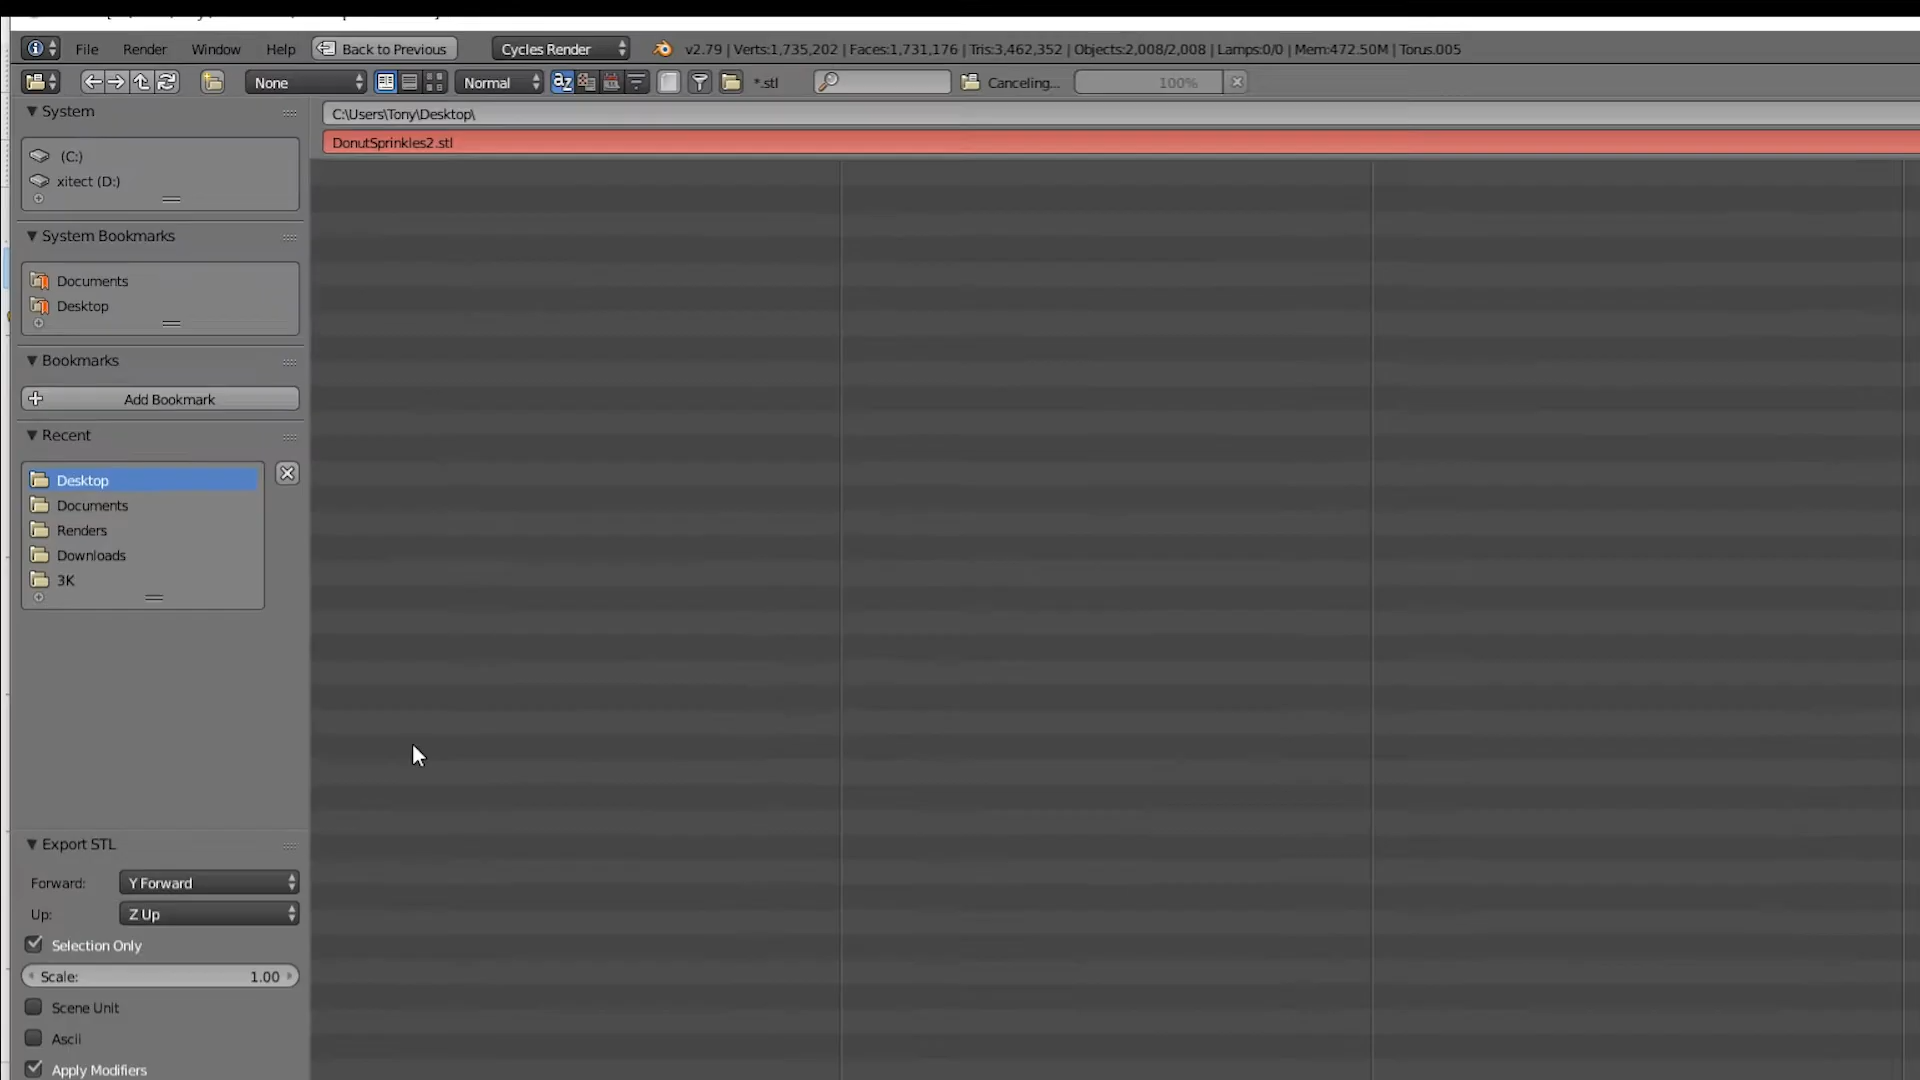 File Render Window Help Back to Previous Cycles Render v2.79 | Verts:1,735,202 | Faces:1,731,176 | Tris:3,462,352 | Objects:2,008/2,008 | Lamps:0/0 | Mem:472.50M | Torus.005
None Normal az *.stl Canceling... 100%
System
C:\Users\Tony\Desktop\
DonutSprinkles2.stl
(C:)
xitect (D:)
System Bookmarks
Documents
Desktop
Bookmarks
Add Bookmark
Recent
Desktop
Documents
Renders
Downloads
3K
Export STL
Forward: Y Forward
Up: Z Up
Selection Only
Scale: 1.00
Scene Unit
Ascii
Apply Modifiers